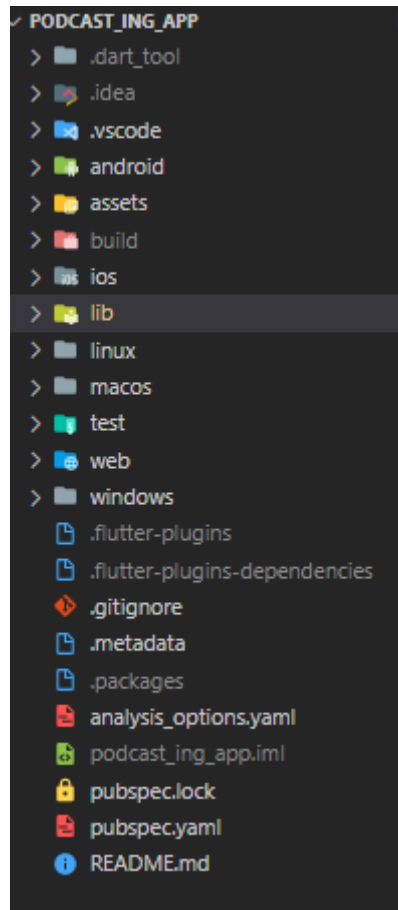 PODCAST_ING_APP
.dart_tool
.idea
.vscode
android
assets
build
ios
lib
linux
macos
test
web
windows
.flutter-plugins
.flutter-plugins-dependencies
.gitignore
.metadata
.packages
analysis_options.yaml
podcast_ing_app.iml
pubspec.lock
pubspec.yaml
README.md